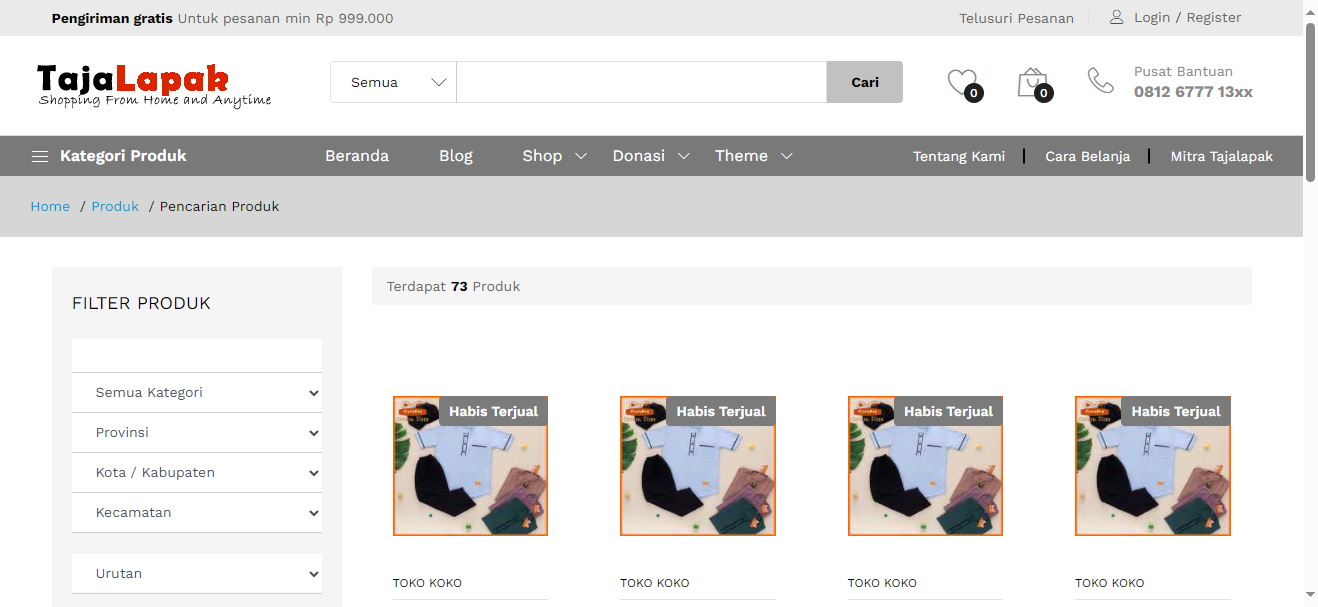 Pengiriman gratis Untuk pesanan min Rp 999.000
Telusuri Pesanan
Login / Register
TajaLapak
Shopping From Home and Anytime
Semua
Cari
0
0
Pusat Bantuan
0812 6777 13xx
Kategori Produk
Beranda
Blog
Shop
Donasi
Theme
Tentang Kami
Cara Belanja
Mitra Tajalapak
Home / Produk / Pencarian Produk
FILTER PRODUK
Semua Kategori
Provinsi
Kota / Kabupaten
Kecamatan
Urutan
Terdapat 73 Produk
Habis Terjual
Habis Terjual
Habis Terjual
Habis Terjual
TOKO KOKO
TOKO KOKO
TOKO KOKO
TOKO KOKO